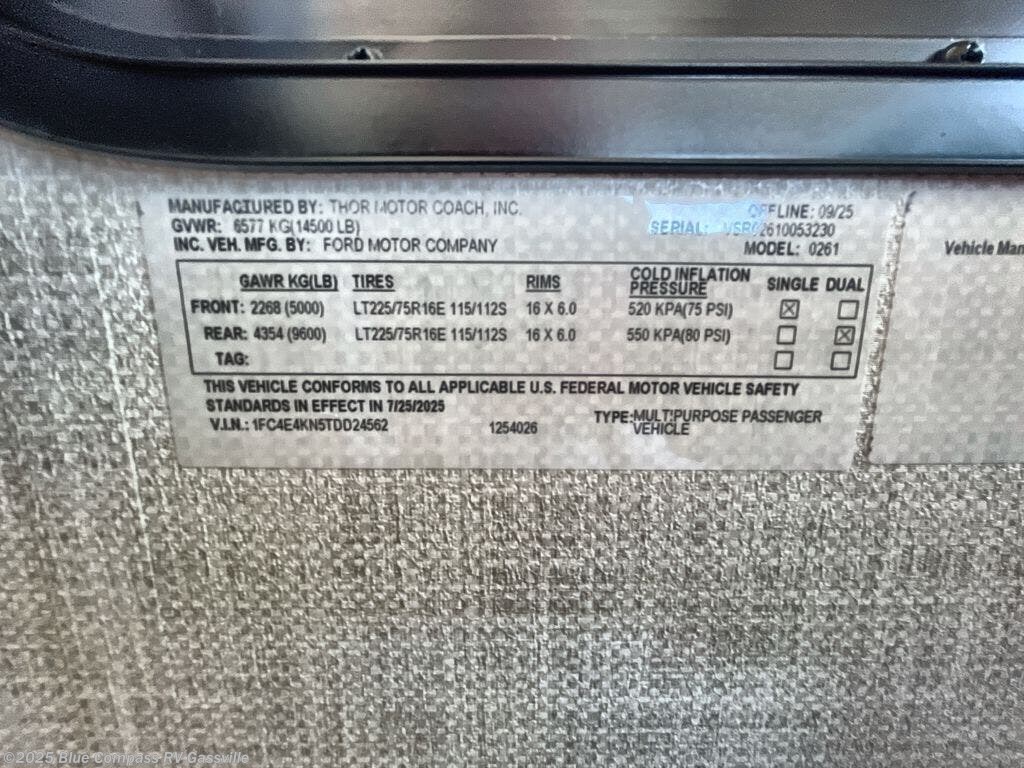 MANUFACTURED BY: THOR MOTOR COACH, INC. OFFLINE: 09/25
GVWR: 6577 KG(14500 LB) SERIAL:
INC. VEH. MFG. BY: FORD MOTOR COMPANY MODEL: 0261
GAWR KG(LB) TIRES RIMS COLD INFLATION PRESSURE SINGLE DUAL
FRONT: 2268 (5000) LT225/75R16E 115/112S 16 X 6.0 520 KPA(75 PSI)
REAR: 4354 (9600) LT225/75R16E 115/112S 16 X 6.0 550 KPA(80 PSI)
TAG:
THIS VEHICLE CONFORMS TO ALL APPLICABLE U.S. FEDERAL MOTOR VEHICLE SAFETY
STANDARDS IN EFFECT IN 7/25/2025
V.I.N.: 1FC4E4KN5TDD24562 1254026 TYPE: MULTIPURPOSE PASSENGER VEHICLE
Vehicle Man
©2025 Blue Compass RV Gassville